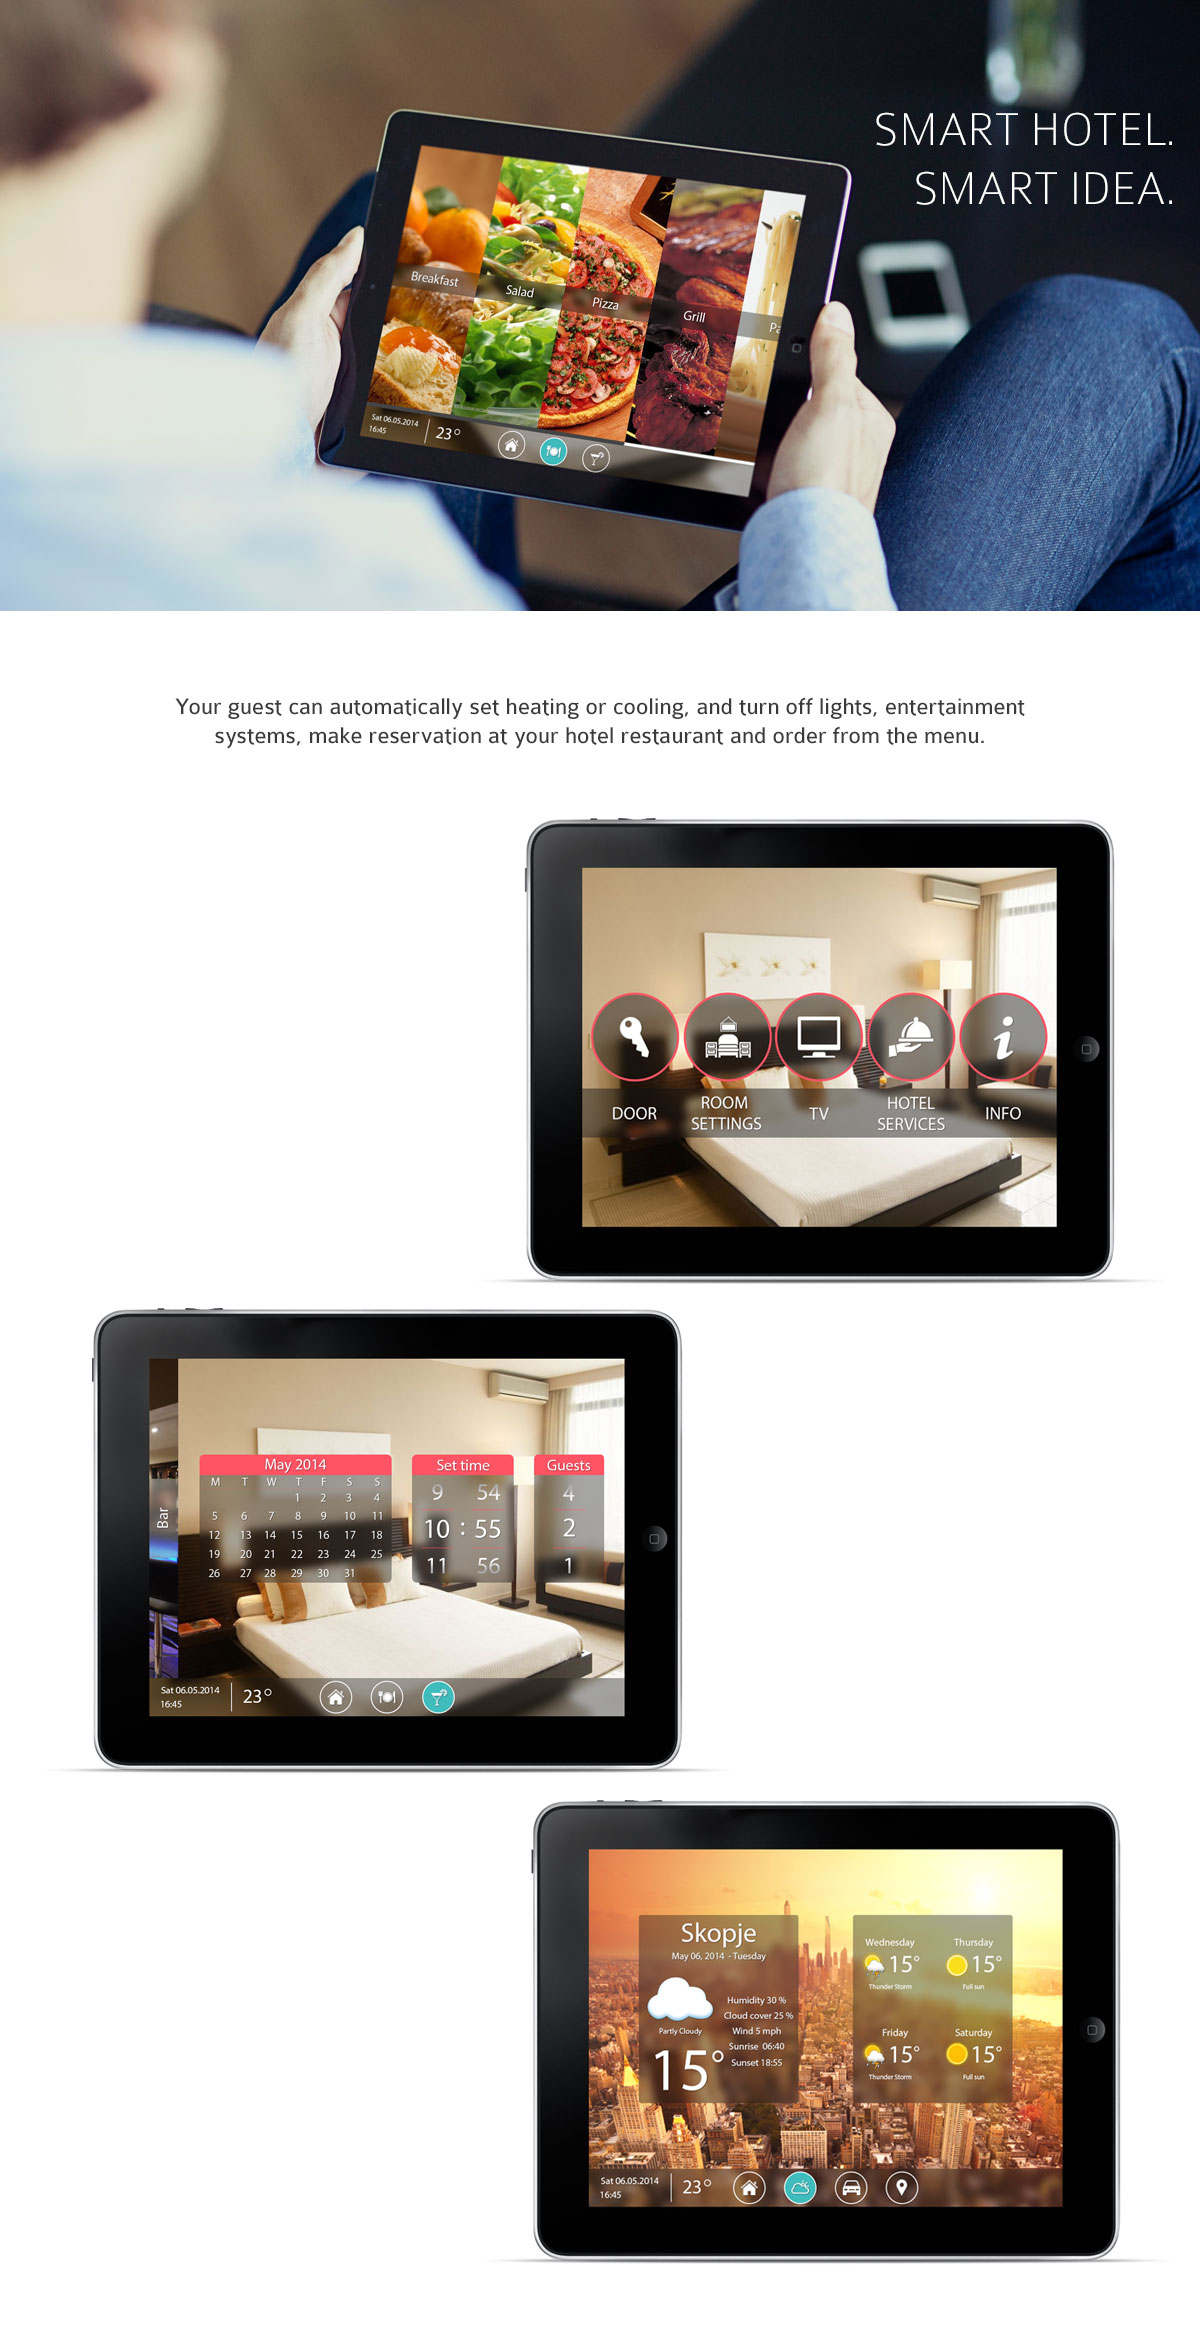 SMART HOTEL.
SMART IDEA.
Breakfast
Salad
Pizza
Grill
Pa
Sat 06.05.2014
16:45
23°
Your guest can automatically set heating or cooling, and turn off lights, entertainment
systems, make reservation at your hotel restaurant and order from the menu.
DOOR
ROOM
SETTINGS
TV
HOTEL
SERVICES
INFO
Bar
May 2014
M T W T F S S
1 2 3 4
5 6 7 8 9 10 11
12 13 14 15 16 17 18
19 20 21 22 23 24 25
26 27 28 29 30 31
Set time
9 54
10 : 55
11 56
Guests
4
2
1
Sat 06.05.2014
16:45
23°
Skopje
May 06, 2014 - Tuesday
Partly Cloudy
15°
Humidity 30 %
Cloud cover 25 %
Wind 5 mph
Sunrise 06:40
Sunset 18:55
Wednesday
15°
Thunder Storm
Thursday
15°
Full sun
Friday
15°
Thunder Storm
Saturday
15°
Full sun
Sat 06.05.2014
16:45
23°